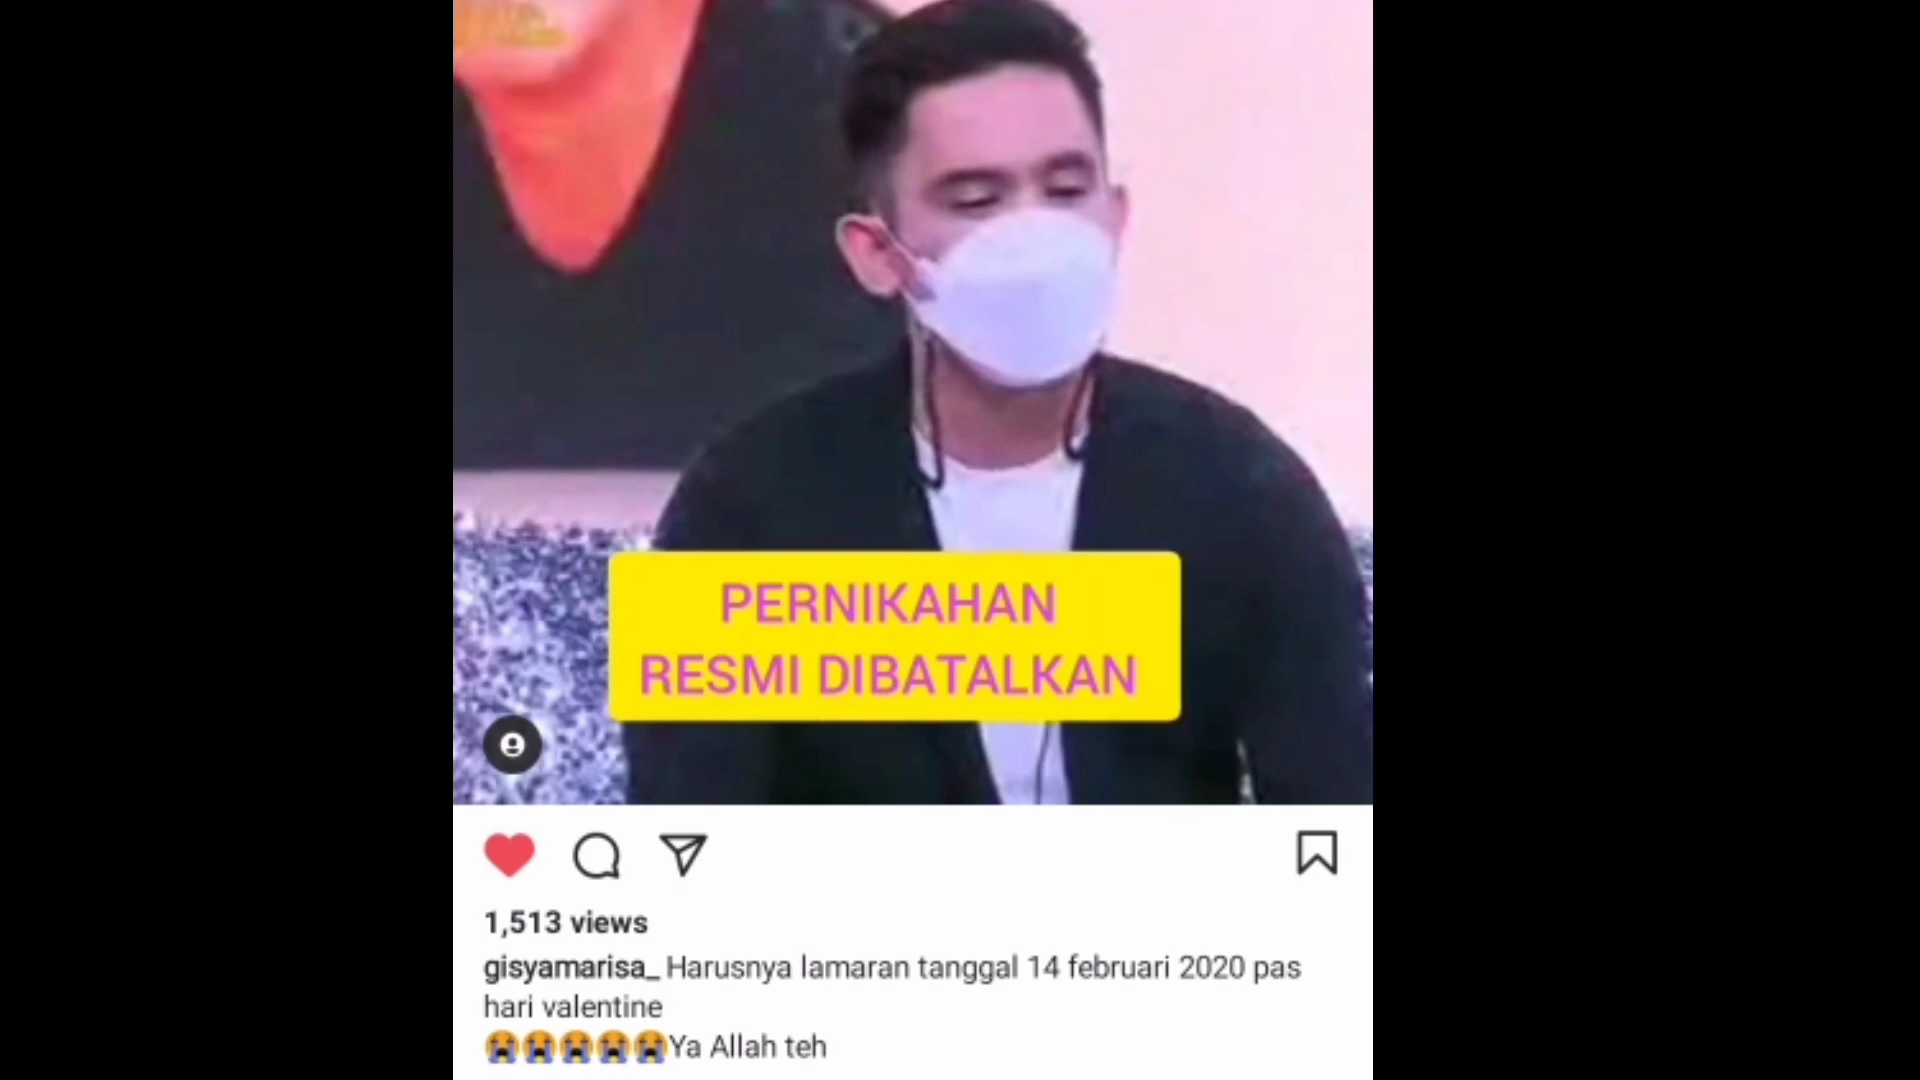 PERNIKAHAN
RESMI DIBATALKAN
1,513 views
gisyamarisa_ Harusnya lamaran tanggal 14 februari 2020 pas
hari valentine
😭😭😭😭😭Ya Allah teh